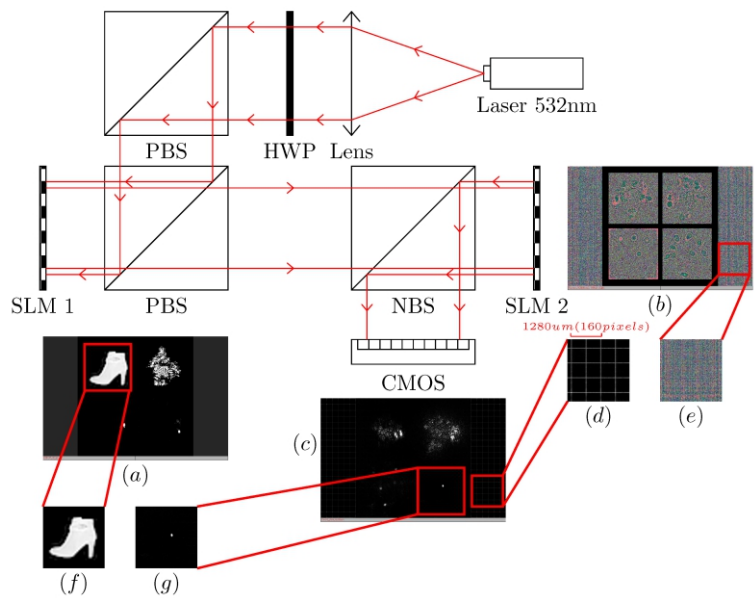 Laser 532nm
PBS
HWP
Lens
SLM 1
PBS
NBS
SLM 2
(b)
1280um(160pixels)
CMOS
(c)
(d)
(e)
(a)
(f)
(g)